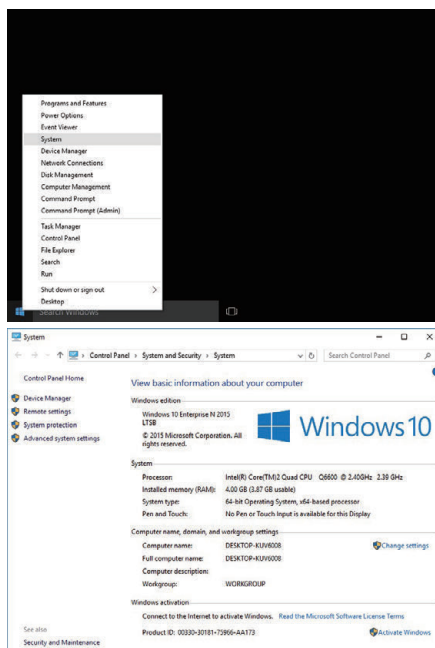 Programs and Features
Power Options
Event Viewer
System
Device Manager
Network Connections
Disk Management
Computer Management
Command Prompt
Command Prompt (Admin)
Task Manager
Control Panel
File Explorer
Search
Run
Shut down or sign out
Desktop
Search Windows
System
Control Panel › System and Security › System
Search Control Panel
Control Panel Home
Device Manager
Remote settings
System protection
Advanced system settings
View basic information about your computer
Windows edition
Windows 10 Enterprise N 2015
LTSB
© 2015 Microsoft Corporation. All
rights reserved.
Windows 10
System
Processor: Intel(R) Core(TM)2 Quad CPU Q6600 @ 2.40GHz 2.39 GHz
Installed memory (RAM): 4.00 GB (3.87 GB usable)
System type: 64-bit Operating System, x64-based processor
Pen and Touch: No Pen or Touch Input is available for this Display
Computer name, domain, and workgroup settings
Computer name: DESKTOP-KUV6008
Change settings
Full computer name: DESKTOP-KUV6008
Computer description:
Workgroup: WORKGROUP
Windows activation
Connect to the Internet to activate Windows. Read the Microsoft Software License Terms
Product ID: 00330-30181-75966-AA173
Activate Windows
See also
Security and Maintenance